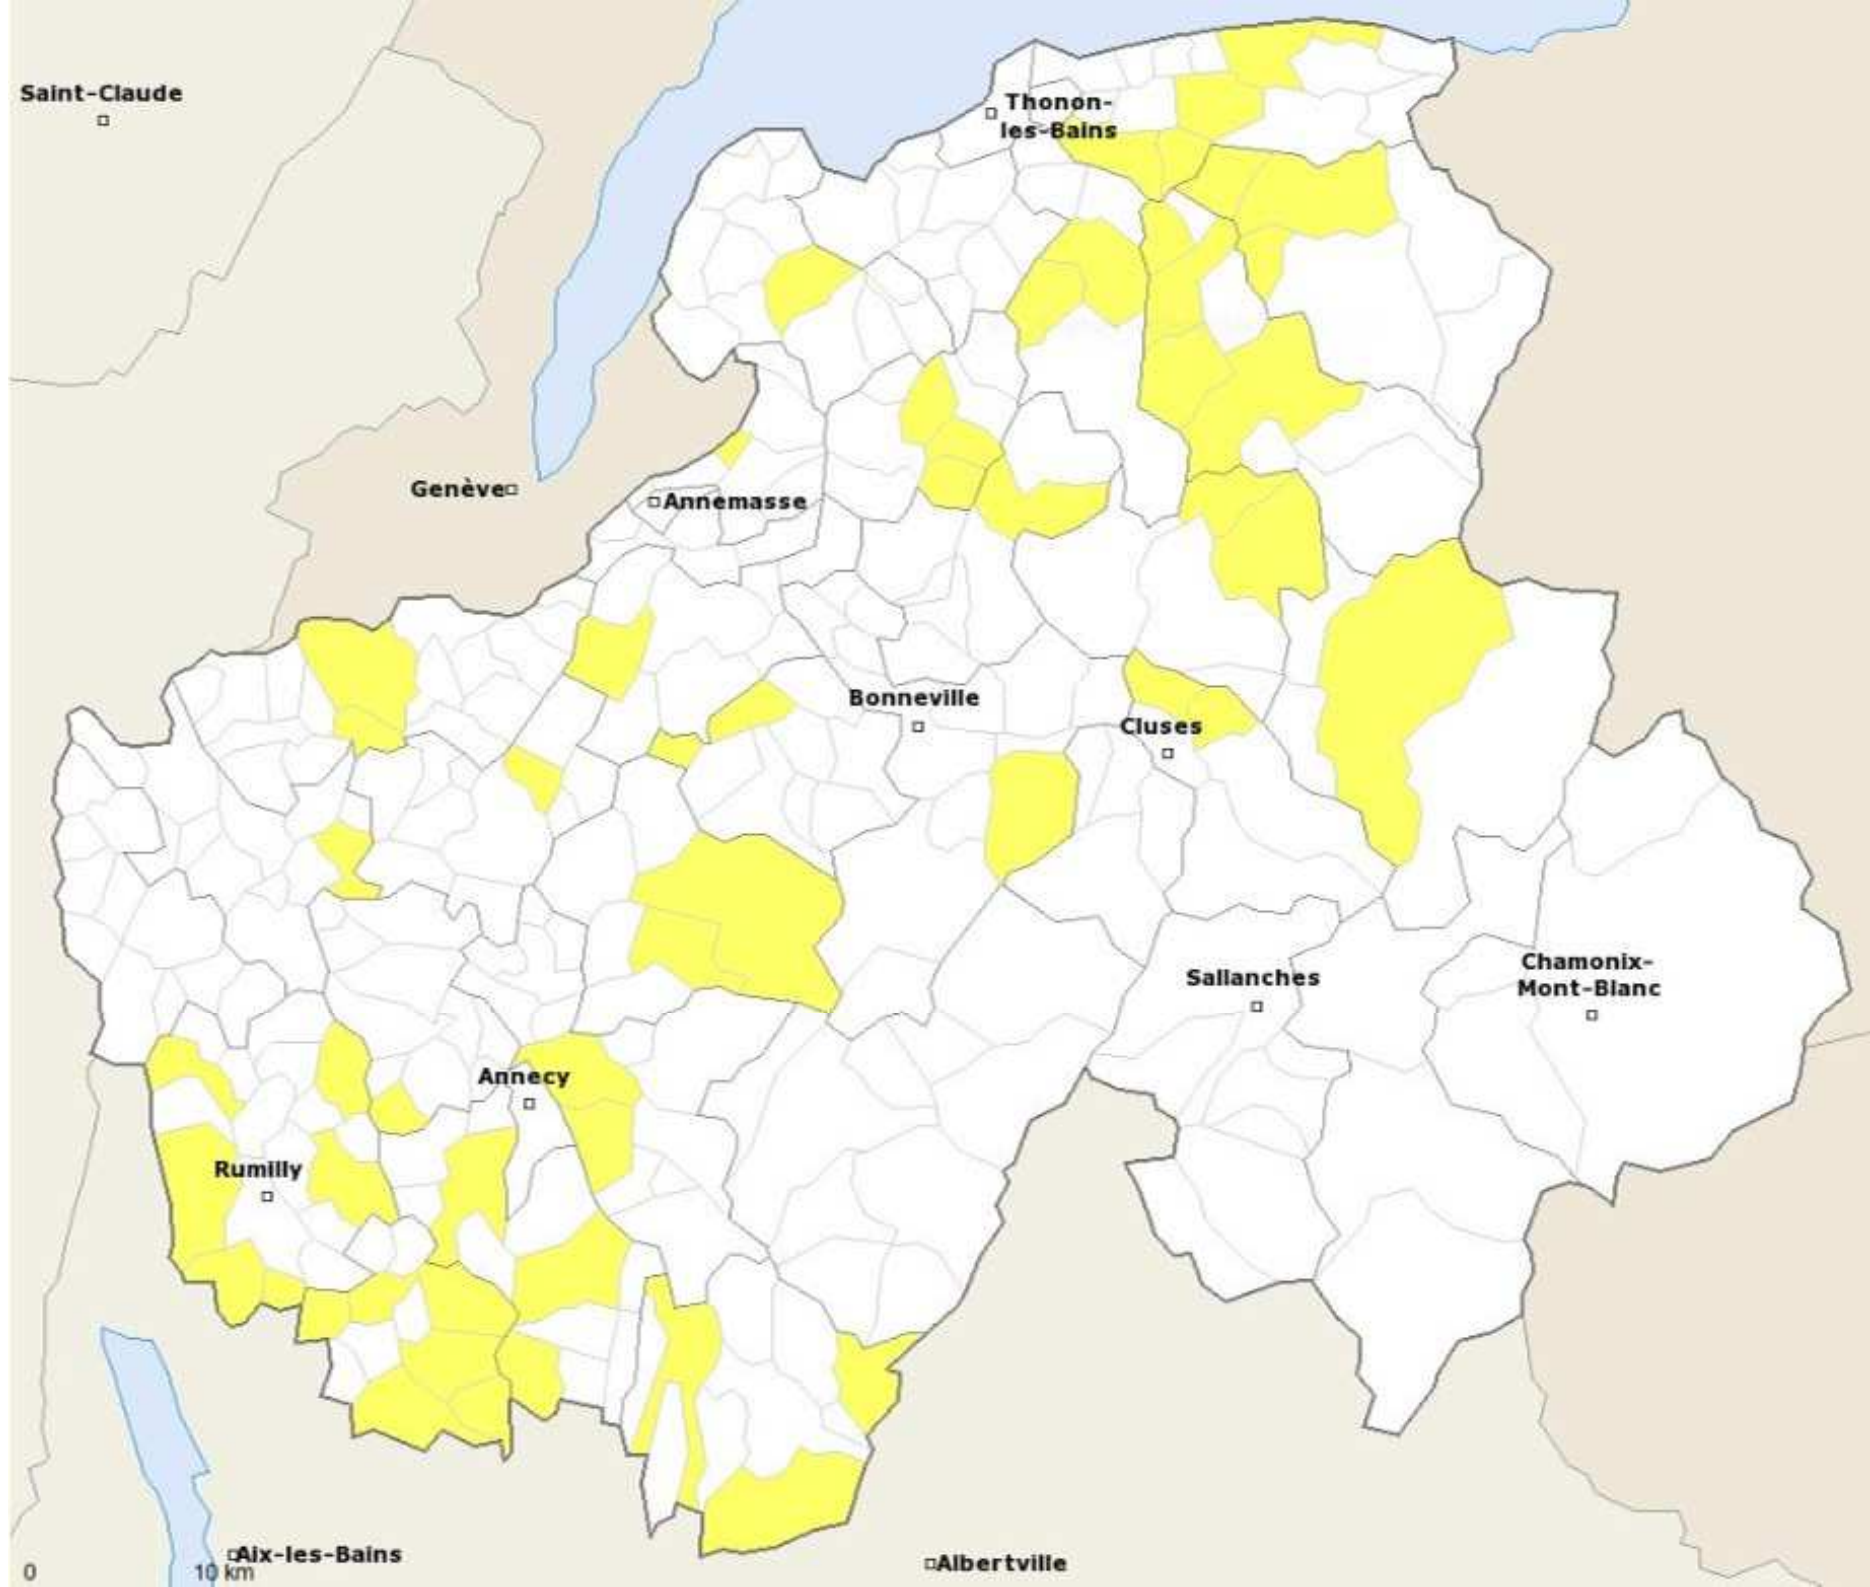 Saint-Claude
Thonon-
les-Bains
Genève
Annemasse
Bonneville
Cluses
Sallanches
Chamonix-
Mont-Blanc
Annecy
Rumilly
Aix-les-Bains
0 10 km
Albertville